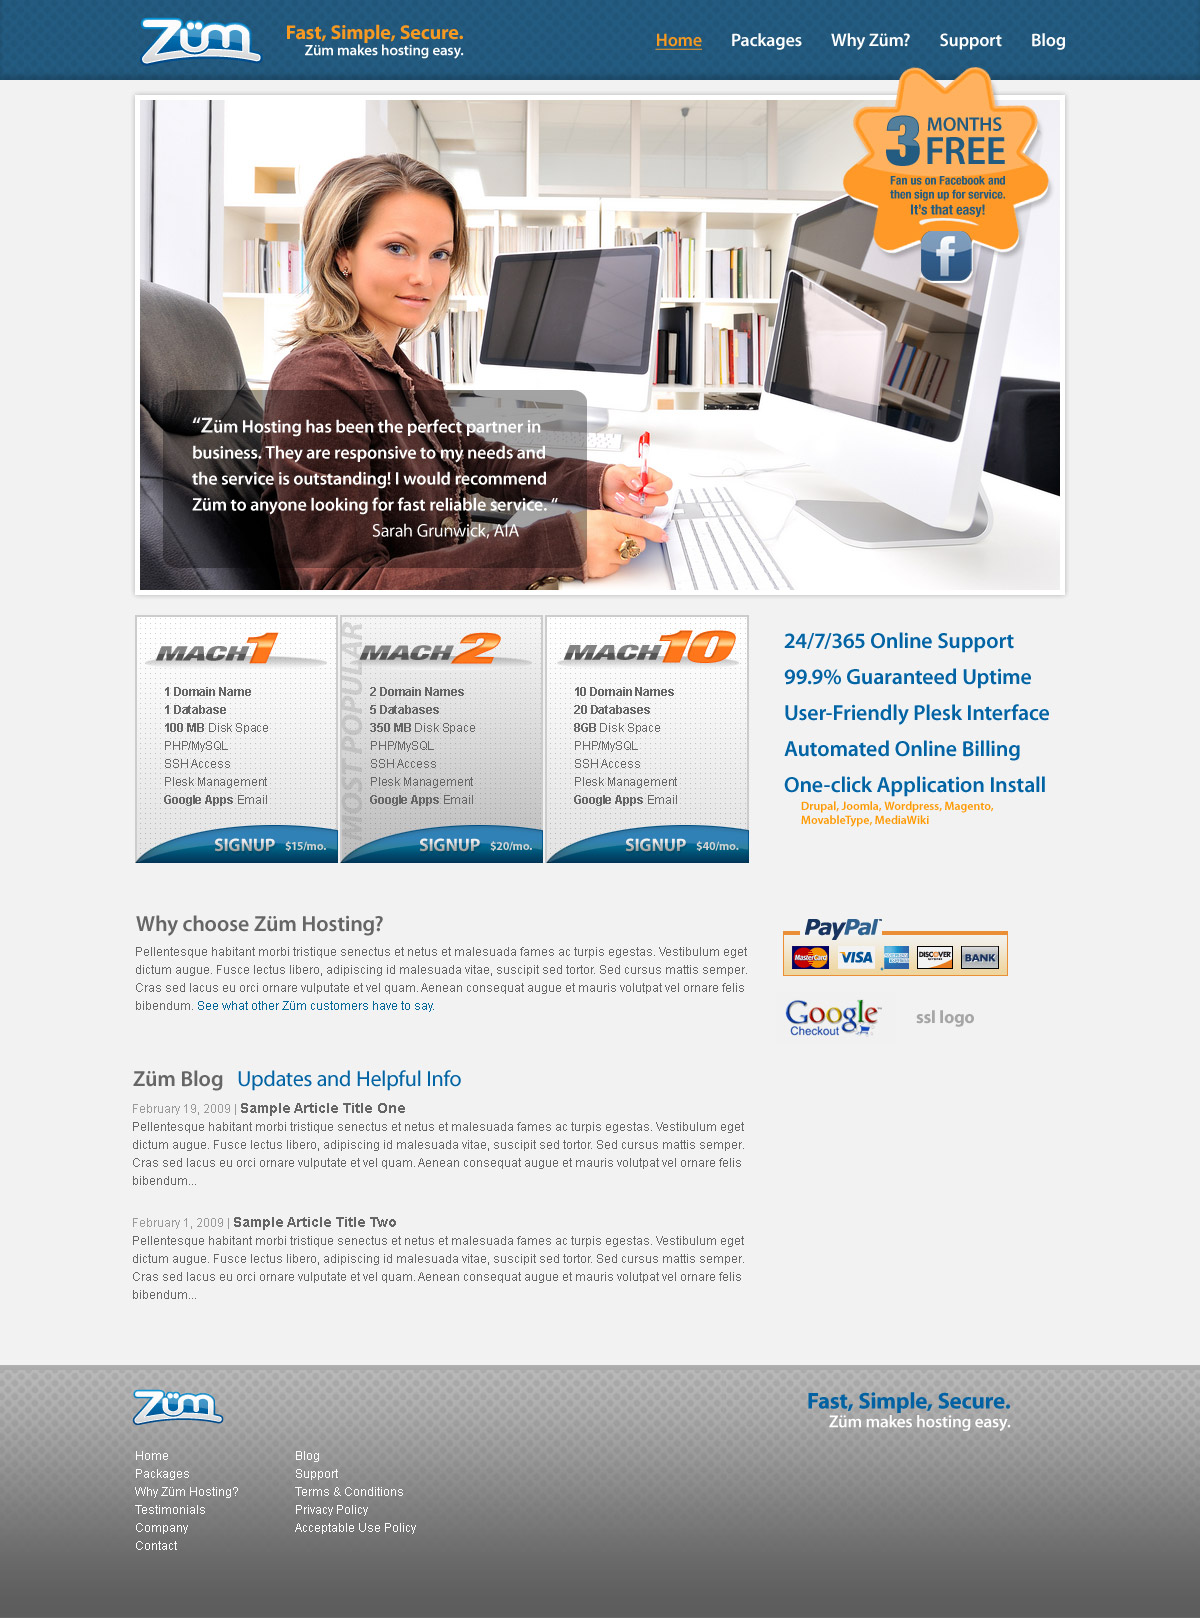 Züm
Fast, Simple, Secure.
Züm makes hosting easy.
Home
Packages
Why Züm?
Support
Blog
3 MONTHS
FREE
Fan us on Facebook and
then sign up for service.
It's that easy!
f
“Züm Hosting has been the perfect partner in
business. They are responsive to my needs and
the service is outstanding! I would recommend
Züm to anyone looking for fast reliable service. “
Sarah Grunwick, AIA
MACH 1
1 Domain Name
1 Database
100 MB Disk Space
PHP/MySQL
SSH Access
Plesk Management
Google Apps Email
SIGNUP $15/mo.
MOST POPULAR
MACH 2
2 Domain Names
5 Databases
350 MB Disk Space
PHP/MySQL
SSH Access
Plesk Management
Google Apps Email
SIGNUP $20/mo.
MACH 10
10 Domain Names
20 Databases
8GB Disk Space
PHP/MySQL
SSH Access
Plesk Management
Google Apps Email
SIGNUP $40/mo.
24/7/365 Online Support
99.9% Guaranteed Uptime
User-Friendly Plesk Interface
Automated Online Billing
One-click Application Install
Drupal, Joomla, Wordpress, Magento,
MovableType, MediaWiki
Why choose Züm Hosting?
Pellentesque habitant morbi tristique senectus et netus et malesuada fames ac turpis egestas. Vestibulum eget
dictum augue. Fusce lectus libero, adipiscing id malesuada vitae, suscipit sed tortor. Sed cursus mattis semper.
Cras sed lacus eu orci ornare vulputate et vel quam. Aenean consequat augue et mauris volutpat vel ornare felis
bibendum. See what other Züm customers have to say.
PayPal
MasterCard
VISA
DISCOVER
BANK
Google
Checkout
ssl logo
Züm Blog Updates and Helpful Info
February 19, 2009 | Sample Article Title One
Pellentesque habitant morbi tristique senectus et netus et malesuada fames ac turpis egestas. Vestibulum eget
dictum augue. Fusce lectus libero, adipiscing id malesuada vitae, suscipit sed tortor. Sed cursus mattis semper.
Cras sed lacus eu orci ornare vulputate et vel quam. Aenean consequat augue et mauris volutpat vel ornare felis
bibendum...
February 1, 2009 | Sample Article Title Two
Pellentesque habitant morbi tristique senectus et netus et malesuada fames ac turpis egestas. Vestibulum eget
dictum augue. Fusce lectus libero, adipiscing id malesuada vitae, suscipit sed tortor. Sed cursus mattis semper.
Cras sed lacus eu orci ornare vulputate et vel quam. Aenean consequat augue et mauris volutpat vel ornare felis
bibendum...
Züm
Fast, Simple, Secure.
Züm makes hosting easy.
Home
Packages
Why Züm Hosting?
Testimonials
Company
Contact
Blog
Support
Terms & Conditions
Privacy Policy
Acceptable Use Policy